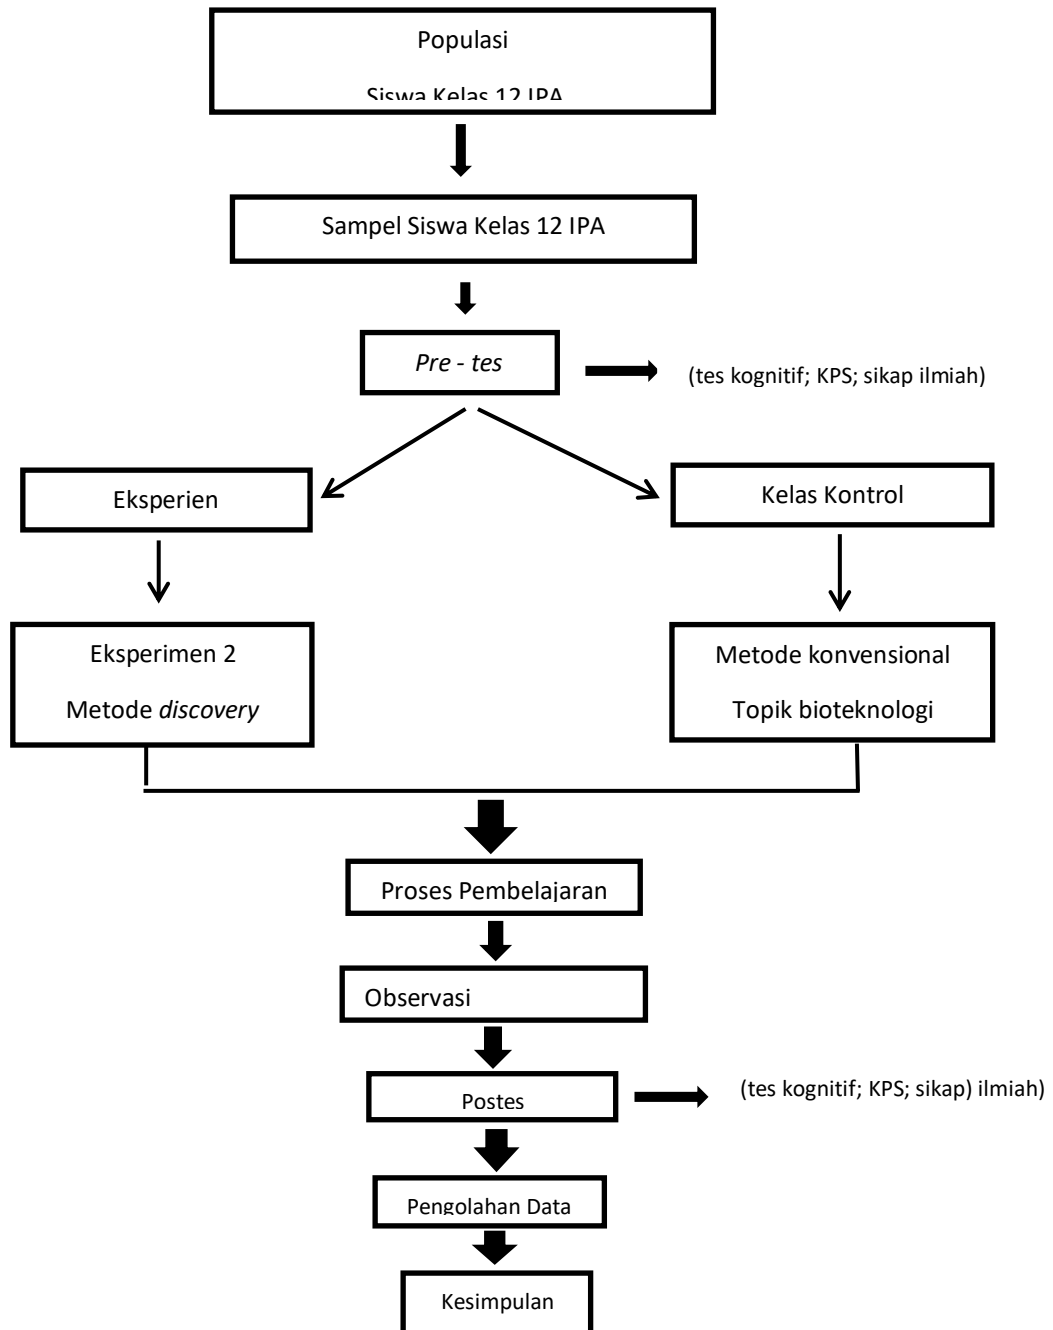 Populasi
Siswa Kelas 12 IPA
Sampel Siswa Kelas 12 IPA
Pre - tes
(tes kognitif; KPS; sikap ilmiah)
Eksperien
Kelas Kontrol
Eksperimen 2
Metode discovery
Metode konvensional
Topik bioteknologi
Proses Pembelajaran
Observasi
Postes
(tes kognitif; KPS; sikap) ilmiah)
Pengolahan Data
Kesimpulan